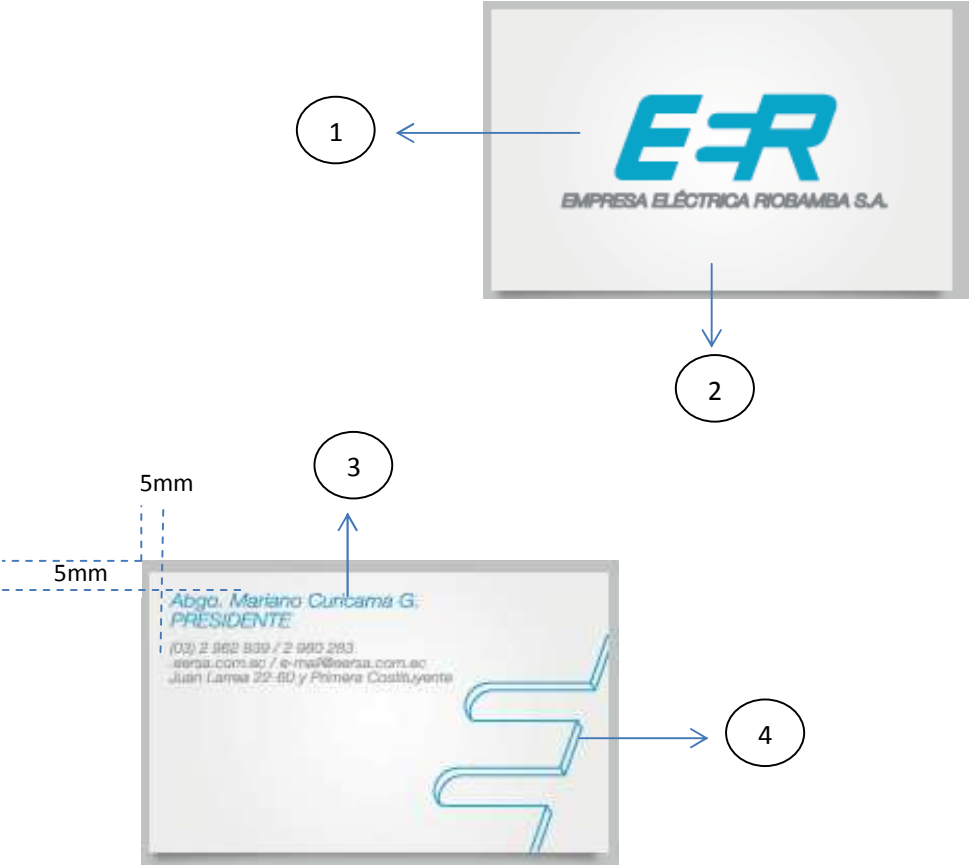 EER
EMPRESA ELÉCTRICA RIOBAMBA S.A.
1
2
3
5mm
5mm
Abgo. Mariano Curicama G.
PRESIDENTE
(03) 2 962 939 / 2 960 283
eersa.com.ec / e-mail@eersa.com.ec
Juan Larrea 22-60 y Primera Costituyente
4